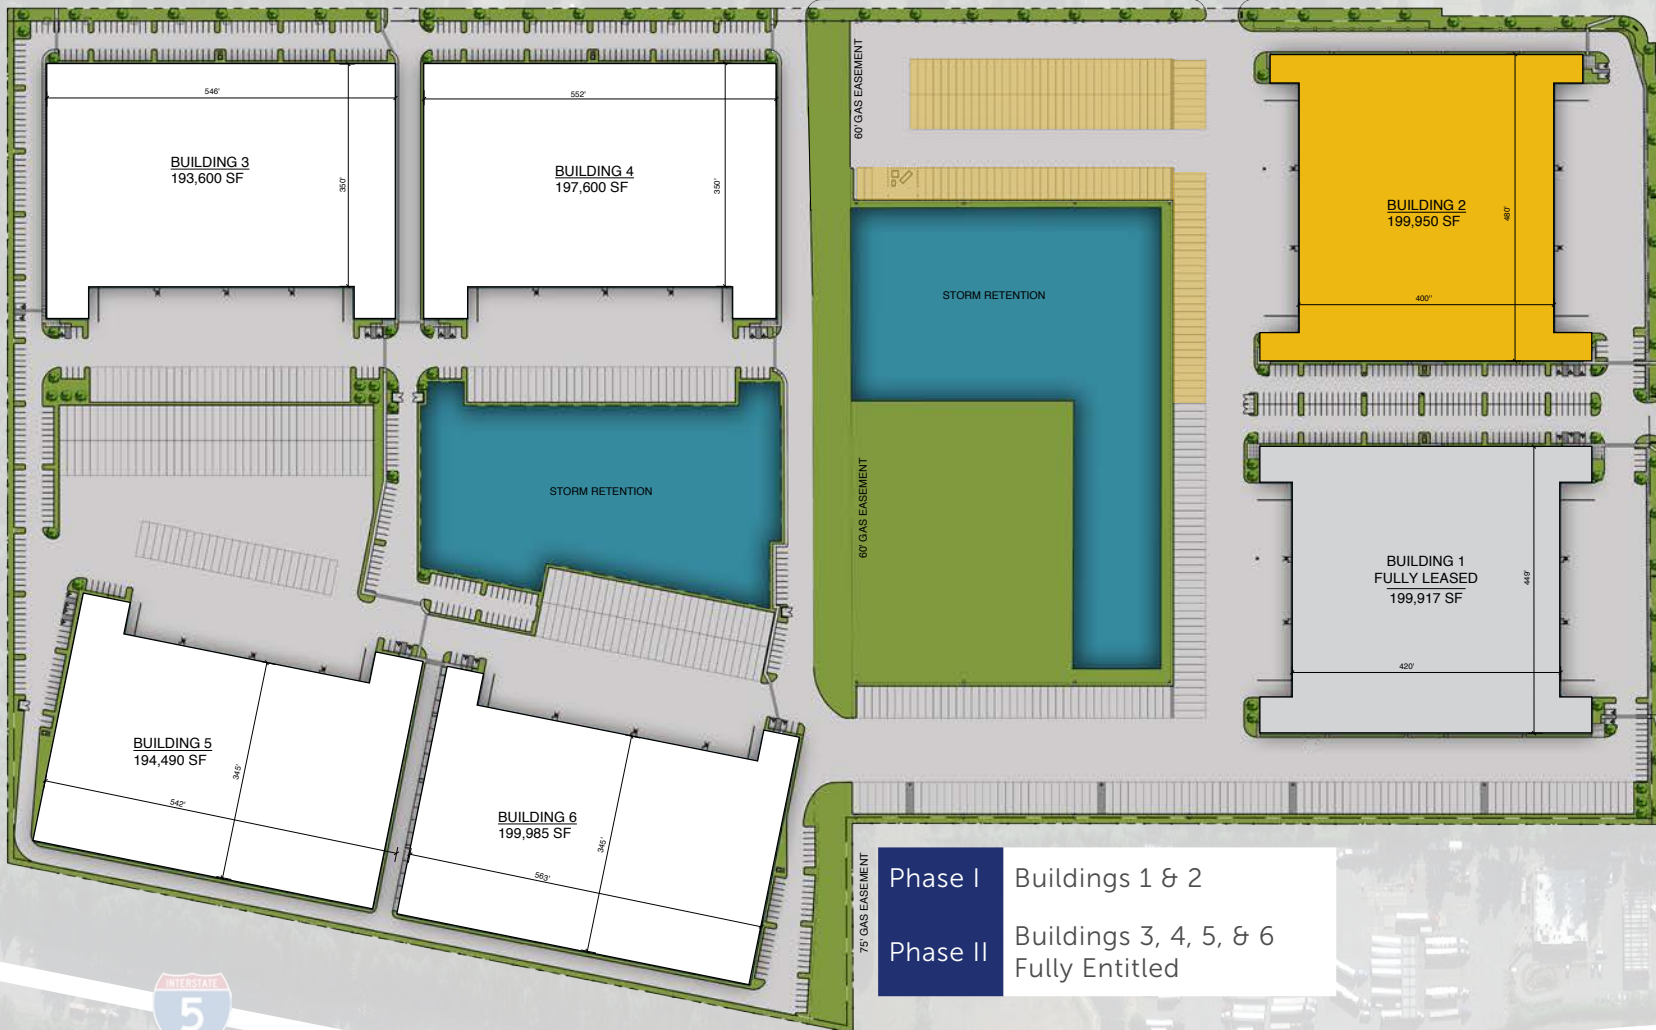 546'
BUILDING 3
193,600 SF
350'
552'
BUILDING 4
197,600 SF
350'
60' GAS EASEMENT
STORM RETENTION
BUILDING 2
199,950 SF
480'
400"
STORM RETENTION
60' GAS EASEMENT
BUILDING 1
FULLY LEASED
199,917 SF
449'
420'
BUILDING 5
194,490 SF
345'
542'
BUILDING 6
199,985 SF
345'
563'
75' GAS EASEMENT
Phase I
Buildings 1 & 2
Phase II
Buildings 3, 4, 5, & 6
Fully Entitled
INTERSTATE
5